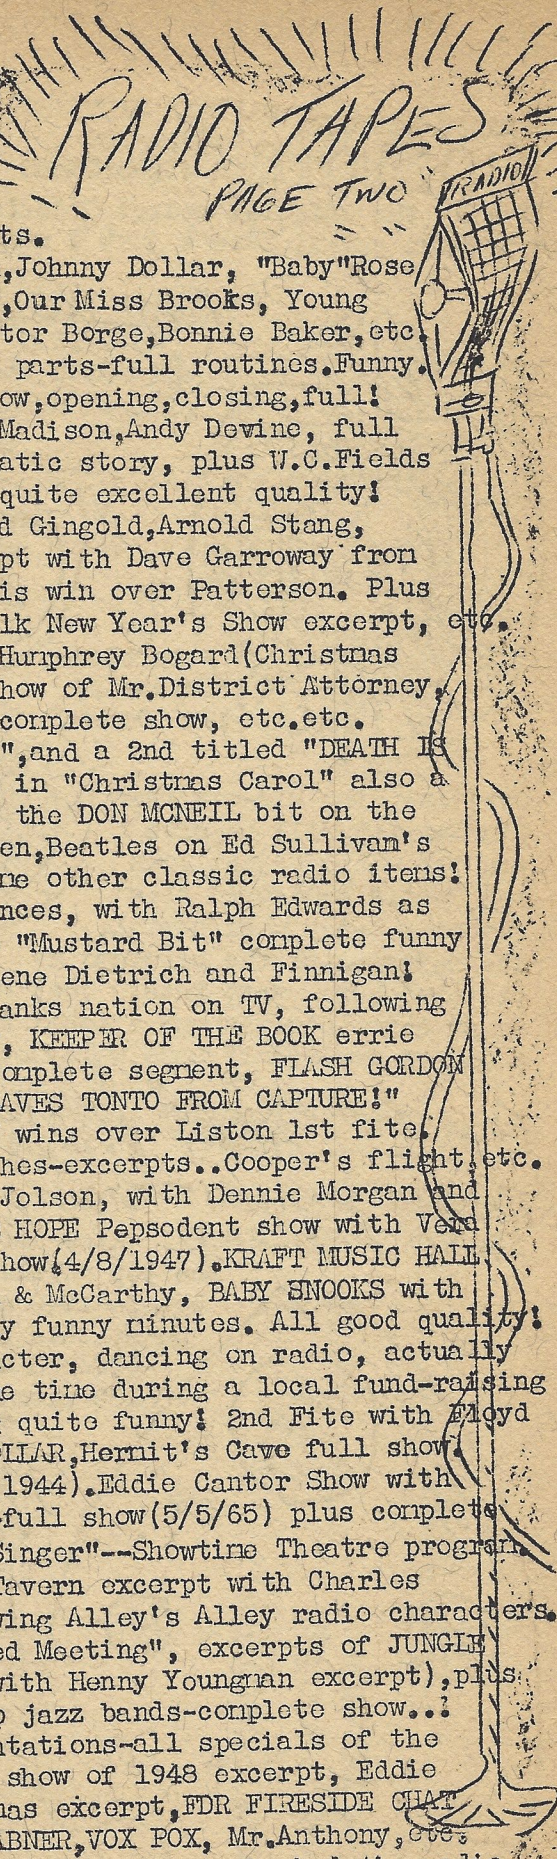 RADIO TAPES
PAGE TWO
RADIO
ts.
,Johnny Dollar, "Baby"Rose
,Our Miss Brooks, Young
tor Borge,Bonnie Baker,etc.
parts-full routines.Funny.
ow,opening,closing,full!
Madison,Andy Devine, full
atic story, plus W.C.Fields
quite excellent quality!
d Gingold,Arnold Stang,
pt with Dave Garroway from
is win over Patterson. Plus
lk New Year's Show excerpt, etc.
Humphrey Bogard(Christmas
how of Mr.District Attorney,
complete show, etc.etc.
",and a 2nd titled "DEATH IS
in "Christmas Carol" also a
the DON MCNEIL bit on the
en,Beatles on Ed Sullivam's
me other classic radio items!
nces, with Ralph Edwards as
"Mustard Bit" complete funny
ene Dietrich and Finnigan!
anks nation on TV, following
, KEEPER OF THE BOOK errie
omplete segment, FLASH GORDON
AVES TONTO FROM CAPTURE!"
wins over Liston 1st fite.
hes-excerpts..Cooper's flight,etc.
Jolson, with Dennie Morgan and
HOPE Pepsodent show with Vera
how(4/8/1947).KRAFT MUSIC HALL
& McCarthy, BABY SNOOKS with
y funny minutes. All good quality!
acter, dancing on radio, actually
e time during a local fund-raising
quite funny! 2nd Fite with Floyd
PILLAR,Hermit's Cave full show.
1944).Eddie Cantor Show with
-full show(5/5/65) plus complete
Singer"--Showtime Theatre program.
Tavern excerpt with Charles
wing Alley's Alley radio characters.
ed Meeting", excerpts of JUNGLE
with Henny Youngman excerpt),plus
o jazz bands-complete show..!
ntations-all specials of the
show of 1948 excerpt, Eddie
mas excerpt,FDR FIRESIDE CHAT
ABNER,VOX POX, Mr.Anthony,etc.